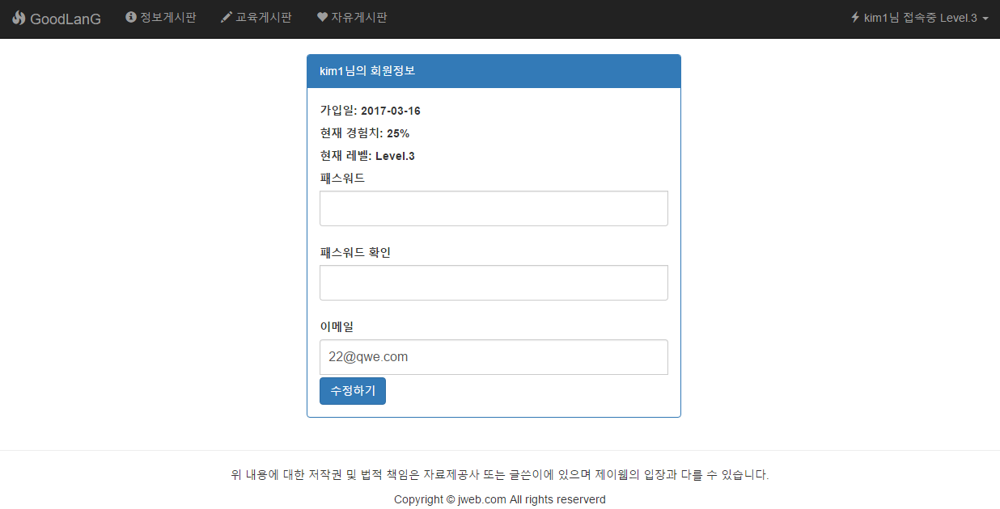 GoodLanG 정보게시판 교육게시판 자유게시판 kim1님 접속중 Level.3
kim1님의 회원정보
가입일: 2017-03-16
현재 경험치: 25%
현재 레벨: Level.3
패스워드
패스워드 확인
이메일
22@qwe.com
수정하기
위 내용에 대한 저작권 및 법적 책임은 자료제공사 또는 글쓴이에 있으며 제이웹의 입장과 다를 수 있습니다.
Copyright © jweb.com All rights reserverd